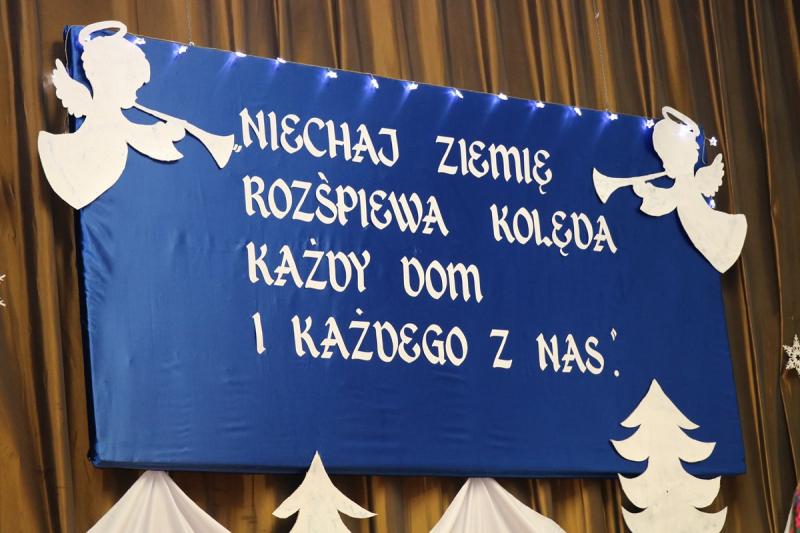 „NIECHAJ ZIEMIĘ
ROZŚPIEWA KOLĘDA
KAŻDY DOM
I KAŻDEGO Z NAS”.